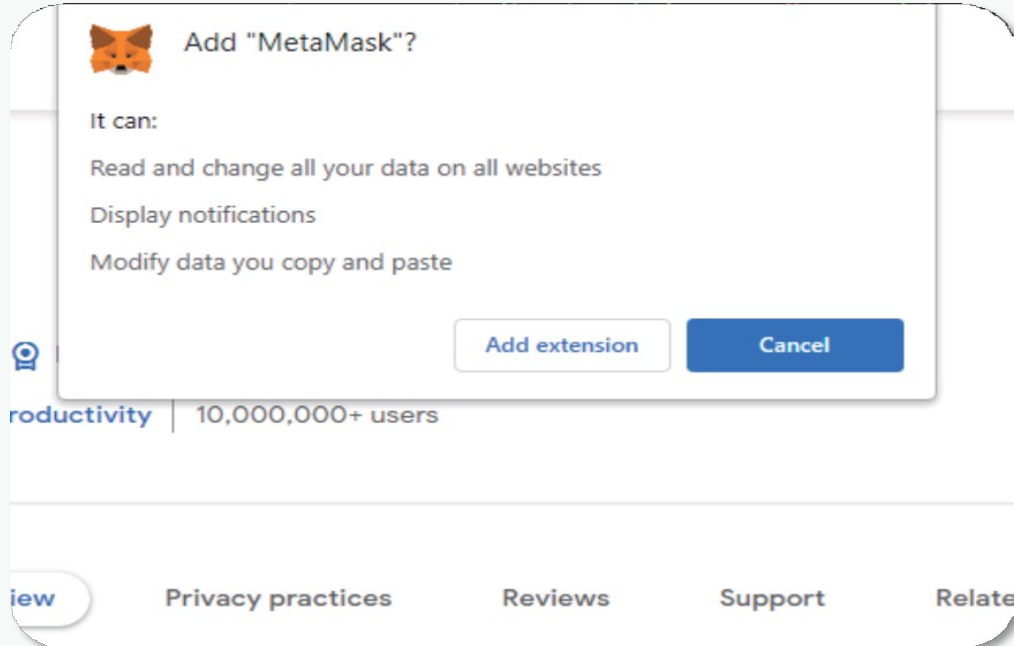 Add "MetaMask"?
It can:
Read and change all your data on all websites
Display notifications
Modify data you copy and paste
Add extension Cancel
roductivity 10,000,000+ users
iew Privacy practices Reviews Support Relate